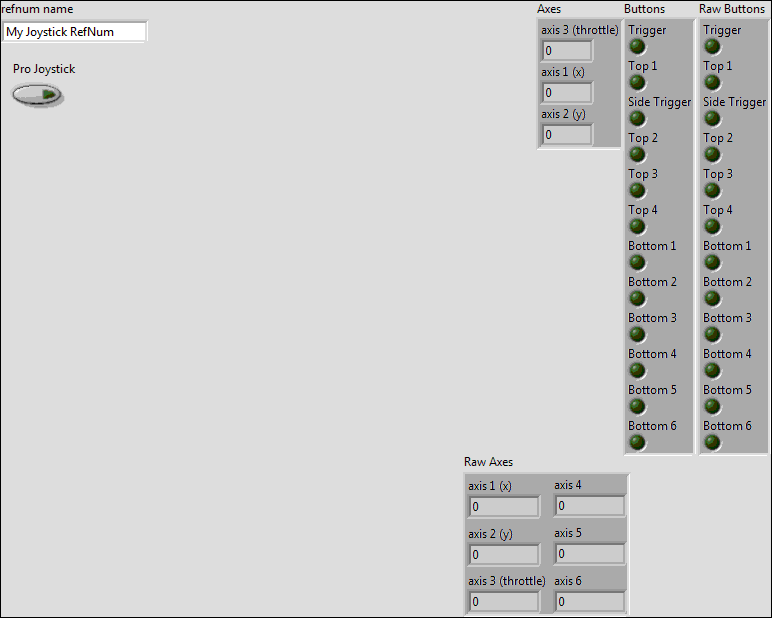 refnum name
My Joystick RefNum
Pro Joystick
Axes
axis 3 (throttle)
0
axis 1 (x)
0
axis 2 (y)
0
Buttons
Trigger
Top 1
Side Trigger
Top 2
Top 3
Top 4
Bottom 1
Bottom 2
Bottom 3
Bottom 4
Bottom 5
Bottom 6
Raw Buttons
Trigger
Top 1
Side Trigger
Top 2
Top 3
Top 4
Bottom 1
Bottom 2
Bottom 3
Bottom 4
Bottom 5
Bottom 6
Raw Axes
axis 1 (x)
0
axis 2 (y)
0
axis 3 (throttle)
0
axis 4
0
axis 5
0
axis 6
0